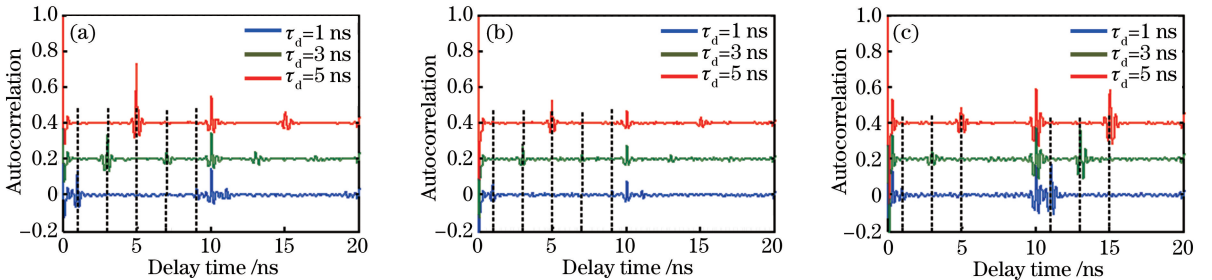 (a)
τd=1 ns
τd=3 ns
τd=5 ns
Autocorrelation
1.0
0.8
0.6
0.4
0.2
0
−0.2
0
5
10
15
20
Delay time /ns
(b)
τd=1 ns
τd=3 ns
τd=5 ns
Autocorrelation
1.0
0.8
0.6
0.4
0.2
0
−0.2
0
5
10
15
20
Delay time /ns
(c)
τd=1 ns
τd=3 ns
τd=5 ns
Autocorrelation
1.0
0.8
0.6
0.4
0.2
0
−0.2
0
5
10
15
20
Delay time /ns